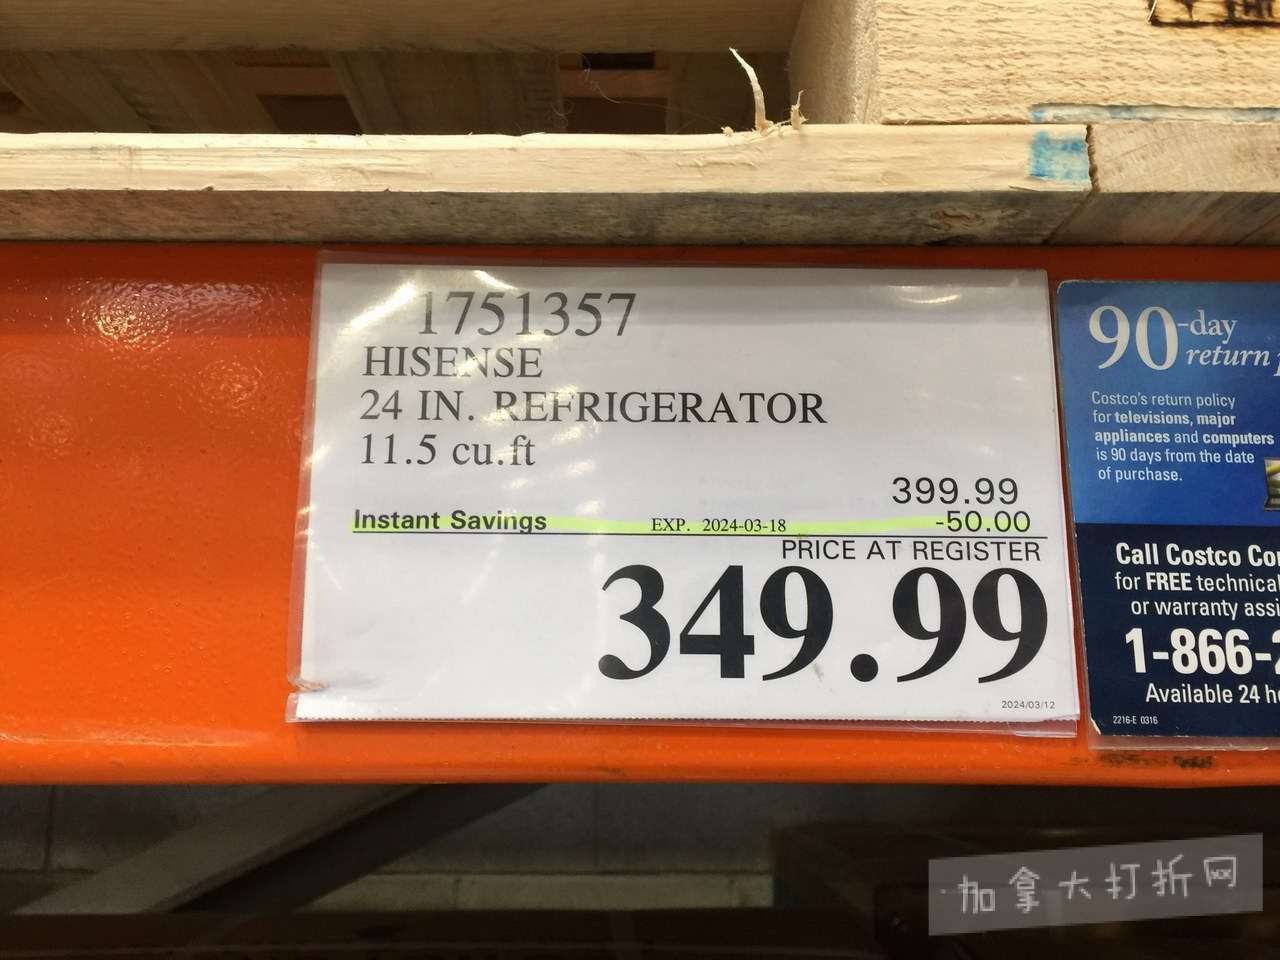 1751357
HISENSE
24 IN. REFRIGERATOR
11.5 cu.ft
399.99
Instant Savings EXP. 2024-03-18 -50.00
PRICE AT REGISTER
349.99
2024/03/12
90-day
return
Costco's return policy
for televisions, major
appliances and computers
is 90 days from the date
of purchase.
Call Costco
for FREE
or warranty
1-866-
Available 24
2216-E 0316
加拿大打折网